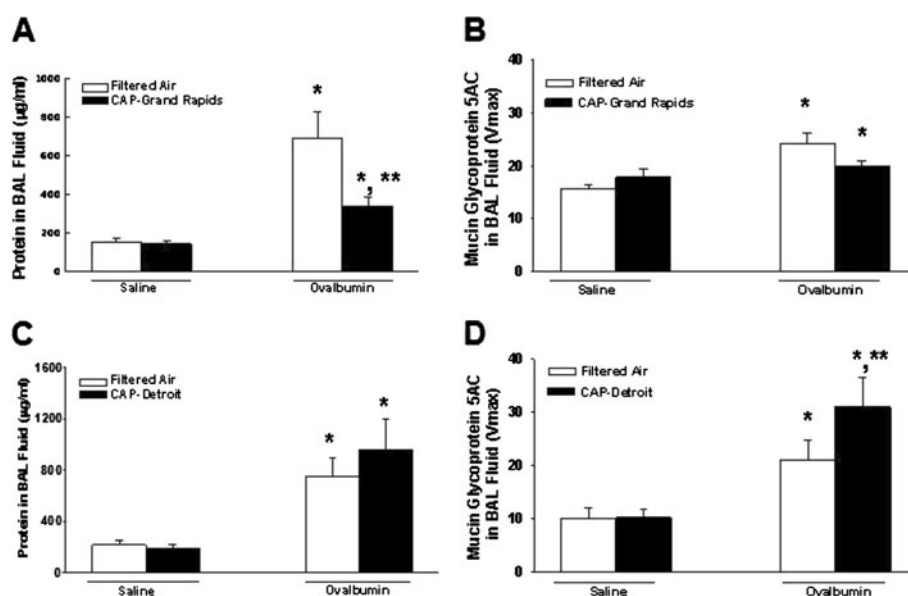 A
Protein in BAL Fluid (µg/ml)
1000
800
600
400
200
0
Filtered Air
CAP-Grand Rapids
*
*, **
Saline
Ovalbumin
B
Mucin Glycoprotein 5AC
in BAL Fluid (Vmax)
40
30
20
10
0
Filtered Air
CAP-Grand Rapids
*
*
Saline
Ovalbumin
C
Protein in BAL Fluid (µg/ml)
1600
1200
800
400
0
Filtered Air
CAP-Detroit
*
*
Saline
Ovalbumin
D
Mucin Glycoprotein 5AC
in BAL Fluid (Vmax)
40
30
20
10
0
Filtered Air
CAP-Detroit
*
*,**
Saline
Ovalbumin